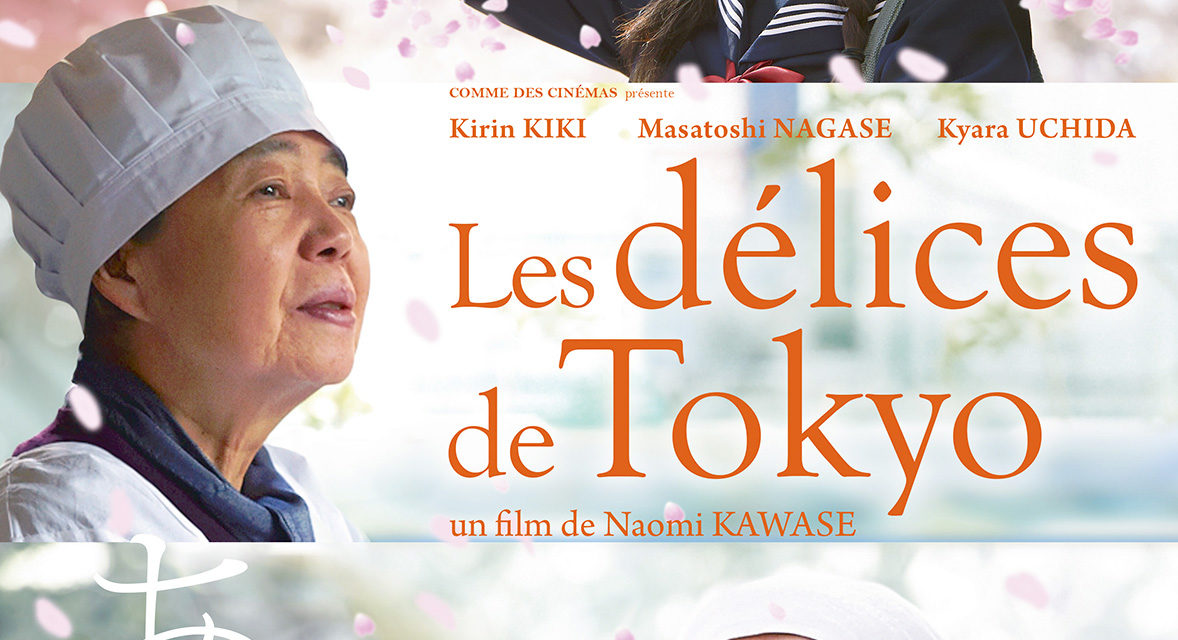 COMME DES CINÉMAS présente
Kirin KIKI Masatoshi NAGASE Kyara UCHIDA
Les délices
de Tokyo
un film de Naomi KAWASE